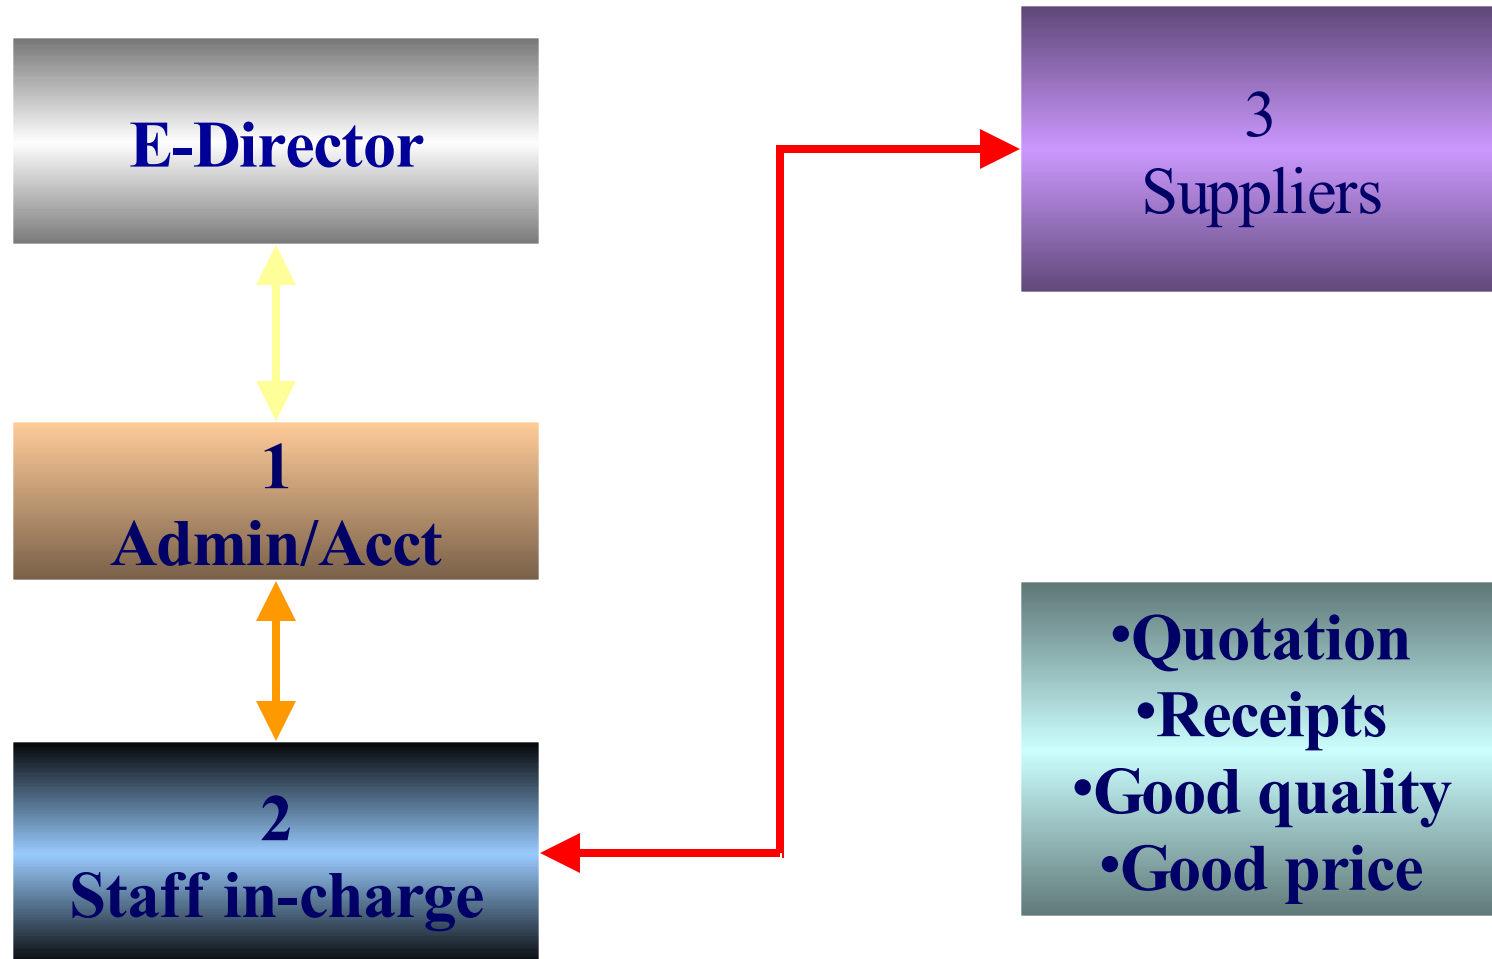 E-Director
1
Admin/Acct
2
Staff in-charge
3
Suppliers
•Quotation
•Receipts
•Good quality
•Good price